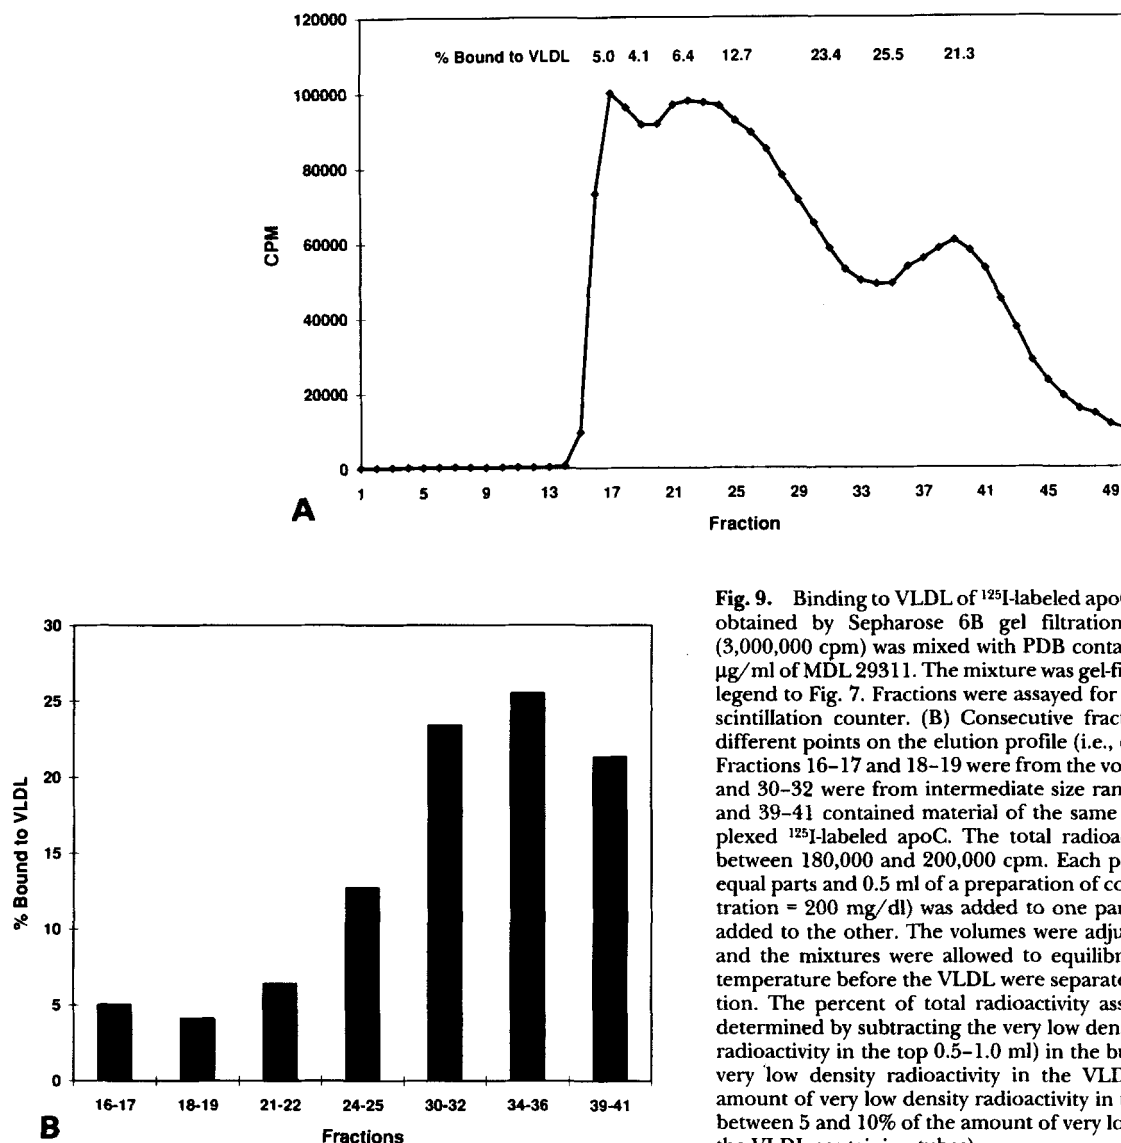 120000
% Bound to VLDL 5.0 4.1 6.4 12.7 23.4 25.5 21.3
100000
80000
60000
40000
20000
0
CPM
1 5 9 13 17 21 25 29 33 37 41 45 49
Fraction
A
30
25
20
15
10
5
0
% Bound to VLDL
16-17 18-19 21-22 24-25 30-32 34-36 39-41
Fractions
B
Fig. 9. Binding to VLDL of ¹²⁵I-labeled apo
obtained by Sepharose 6B gel filtration
(3,000,000 cpm) was mixed with PDB conta
µg/ml of MDL 29311. The mixture was gel-fi
legend to Fig. 7. Fractions were assayed for
scintillation counter. (B) Consecutive fract
different points on the elution profile (i.e.,
Fractions 16–17 and 18–19 were from the vo
and 30–32 were from intermediate size ran
and 39–41 contained material of the same
plexed ¹²⁵I-labeled apoC. The total radioa
between 180,000 and 200,000 cpm. Each p
equal parts and 0.5 ml of a preparation of co
tration = 200 mg/dl) was added to one par
added to the other. The volumes were adju
and the mixtures were allowed to equilibr
temperature before the VLDL were separate
tion. The percent of total radioactivity ass
determined by subtracting the very low den
radioactivity in the top 0.5–1.0 ml) in the bu
very low density radioactivity in the VLD
amount of very low density radioactivity in
between 5 and 10% of the amount of very lo
the VLDL-containing tubes)